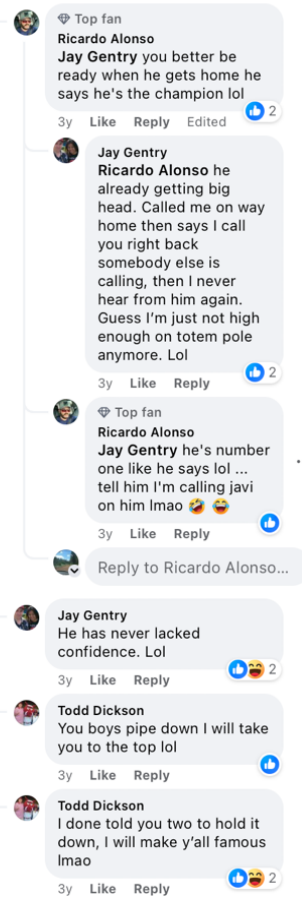 Top fan
Ricardo Alonso
Jay Gentry you better be
ready when he gets home he
says he's the champion lol
2
3y Like Reply Edited
Jay Gentry
Ricardo Alonso he
already getting big
head. Called me on way
home then says I call
you right back
somebody else is
calling, then I never
hear from him again.
Guess I'm just not high
enough on totem pole
anymore. Lol
2
3y Like Reply
Top fan
Ricardo Alonso
Jay Gentry he's number
one like he says lol ...
tell him I'm calling javi
on him lmao 🤣 😂
3y Like Reply
Reply to Ricardo Alonso...
Jay Gentry
He has never lacked
confidence. Lol
2
3y Like Reply
Todd Dickson
You boys pipe down I will take
you to the top lol
3y Like Reply
Todd Dickson
I done told you two to hold it
down, I will make y'all famous
lmao
2
3y Like Reply